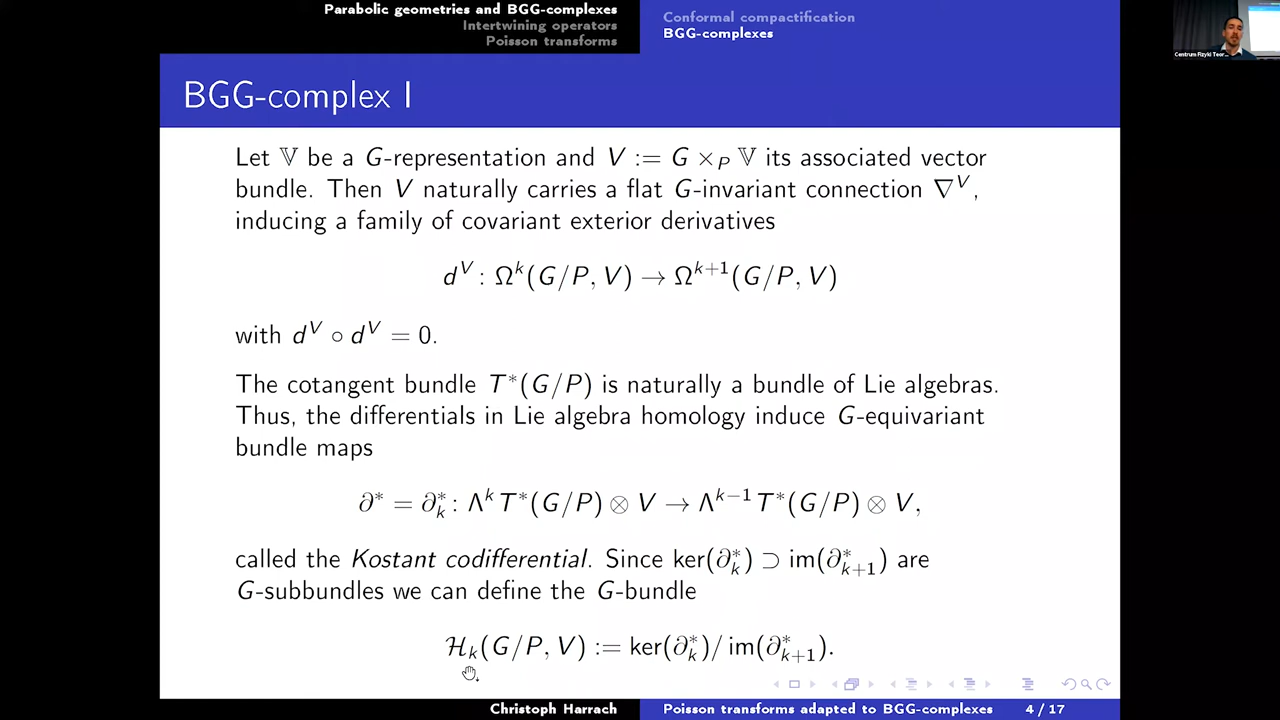 Parabolic geometries and BGG-complexes
Intertwining operators
Poisson transforms
Conformal compactification
BGG-complexes
Centrum Fizyki Teor...
BGG-complex I
Let 𝕍 be a G-representation and V := G ×_P 𝕍 its associated vector
bundle. Then V naturally carries a flat G-invariant connection ∇^V,
inducing a family of covariant exterior derivatives
d^V : Ω^k(G/P, V) → Ω^{k+1}(G/P, V)
with d^V ∘ d^V = 0.
The cotangent bundle T*(G/P) is naturally a bundle of Lie algebras.
Thus, the differentials in Lie algebra homology induce G-equivariant
bundle maps
∂* = ∂*_k : Λ^k T*(G/P) ⊗ V → Λ^{k−1} T*(G/P) ⊗ V,
called the Kostant codifferential. Since ker(∂*_k) ⊃ im(∂*_{k+1}) are
G-subbundles we can define the G-bundle
ℋ_k(G/P, V) := ker(∂*_k)/ im(∂*_{k+1}).
Christoph Harrach
Poisson transforms adapted to BGG-complexes
4 / 17